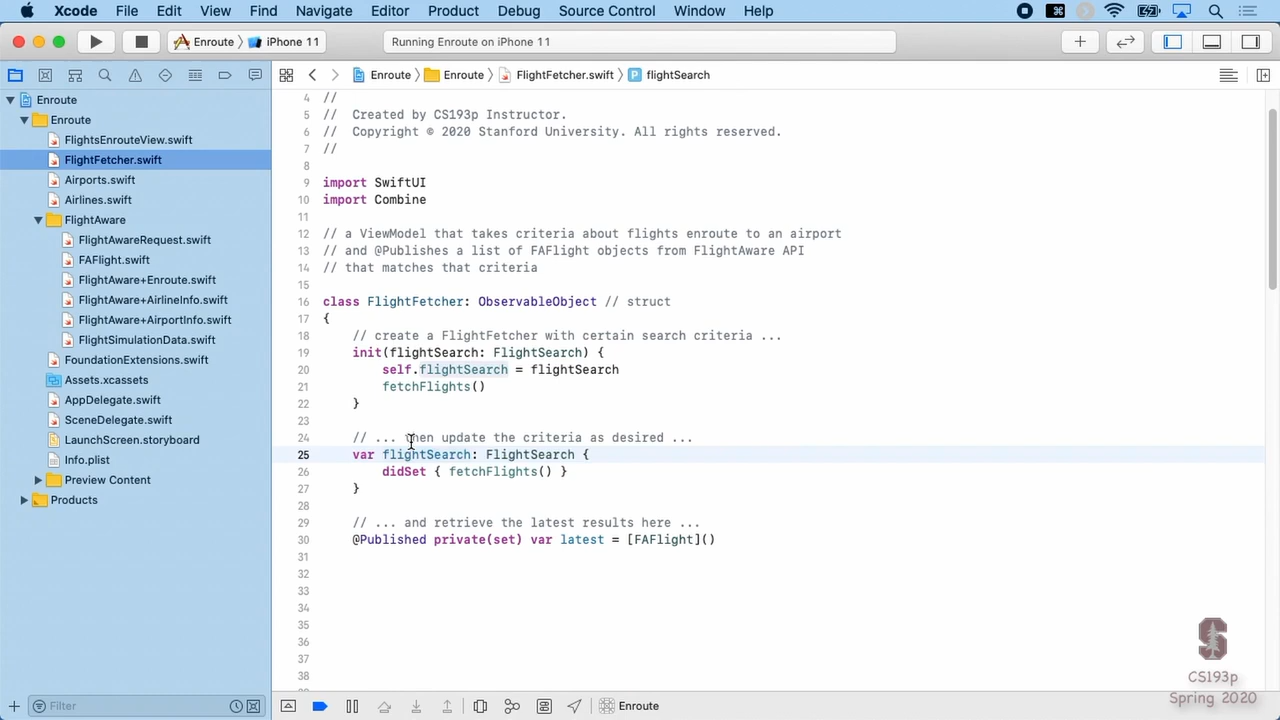 Xcode File Edit View Find Navigate Editor Product Debug Source Control Window Help
Enroute iPhone 11
Running Enroute on iPhone 11
Enroute Enroute FlightFetcher.swift P flightSearch
Enroute
Enroute
FlightsEnrouteView.swift
FlightFetcher.swift
Airports.swift
Airlines.swift
FlightAware
FlightAwareRequest.swift
FAFlight.swift
FlightAware+Enroute.swift
FlightAware+AirlineInfo.swift
FlightAware+AirportInfo.swift
FlightSimulationData.swift
FoundationExtensions.swift
Assets.xcassets
AppDelegate.swift
SceneDelegate.swift
LaunchScreen.storyboard
Info.plist
Preview Content
Products
Filter
4 //
5 //  Created by CS193p Instructor.
6 //  Copyright © 2020 Stanford University. All rights reserved.
7 //
8
9 import SwiftUI
10 import Combine
11
12 // a ViewModel that takes criteria about flights enroute to an airport
13 // and @Publishes a list of FAFlight objects from FlightAware API
14 // that matches that criteria
15
16 class FlightFetcher: ObservableObject // struct
17 {
18     // create a FlightFetcher with certain search criteria ...
19     init(flightSearch: FlightSearch) {
20         self.flightSearch = flightSearch
21         fetchFlights()
22     }
23
24     // ... then update the criteria as desired ...
25     var flightSearch: FlightSearch {
26         didSet { fetchFlights() }
27     }
28
29     // ... and retrieve the latest results here ...
30     @Published private(set) var latest = [FAFlight]()
31
32
33
34
35
36
37
38
Enroute
S
CS193p
Spring 2020